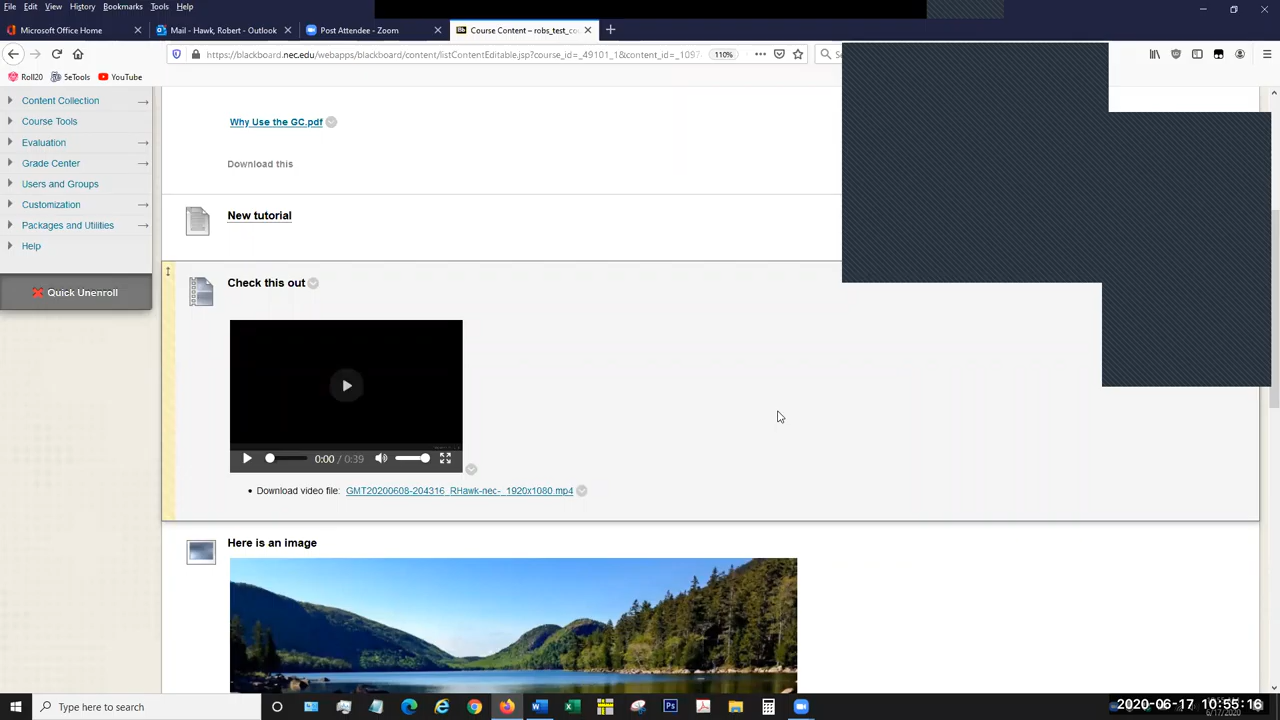 File Edit View History Bookmarks Tools Help
Microsoft Office Home
Mail - Hawk, Robert - Outlook
Post Attendee - Zoom
Course Content – robs_test_co
https://blackboard.nec.edu/webapps/blackboard/content/listContentEditable.jsp?course_id=_49101_1&content_id=_1097
110%
Roll20
5eTools
YouTube
Content Collection
Course Tools
Evaluation
Grade Center
Users and Groups
Customization
Packages and Utilities
Help
Quick Unenroll
Why Use the GC.pdf
Download this
New tutorial
Check this out
0:00 / 0:39
Download video file: GMT20200608-204316_RHawk-nec-_1920x1080.mp4
Here is an image
Type here to search
2020-06-17 10:55:16